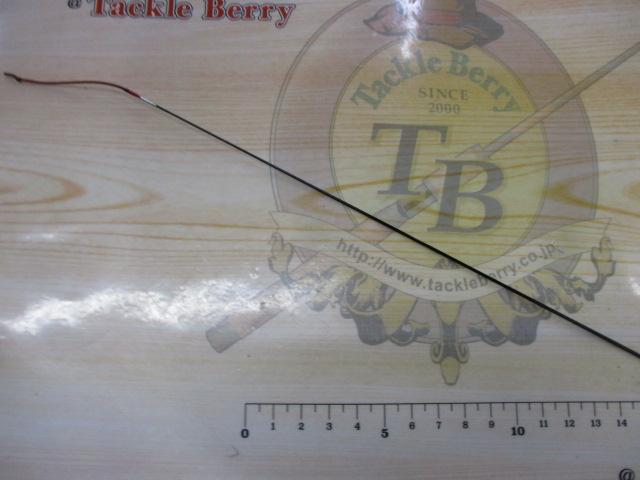 @ Tackle Berry
Tackle Berry
SINCE
2000
TB
http://www.tackleberry.co.jp
0 1 2 3 4 5 6 7 8 9 10 11 12 13 14
@